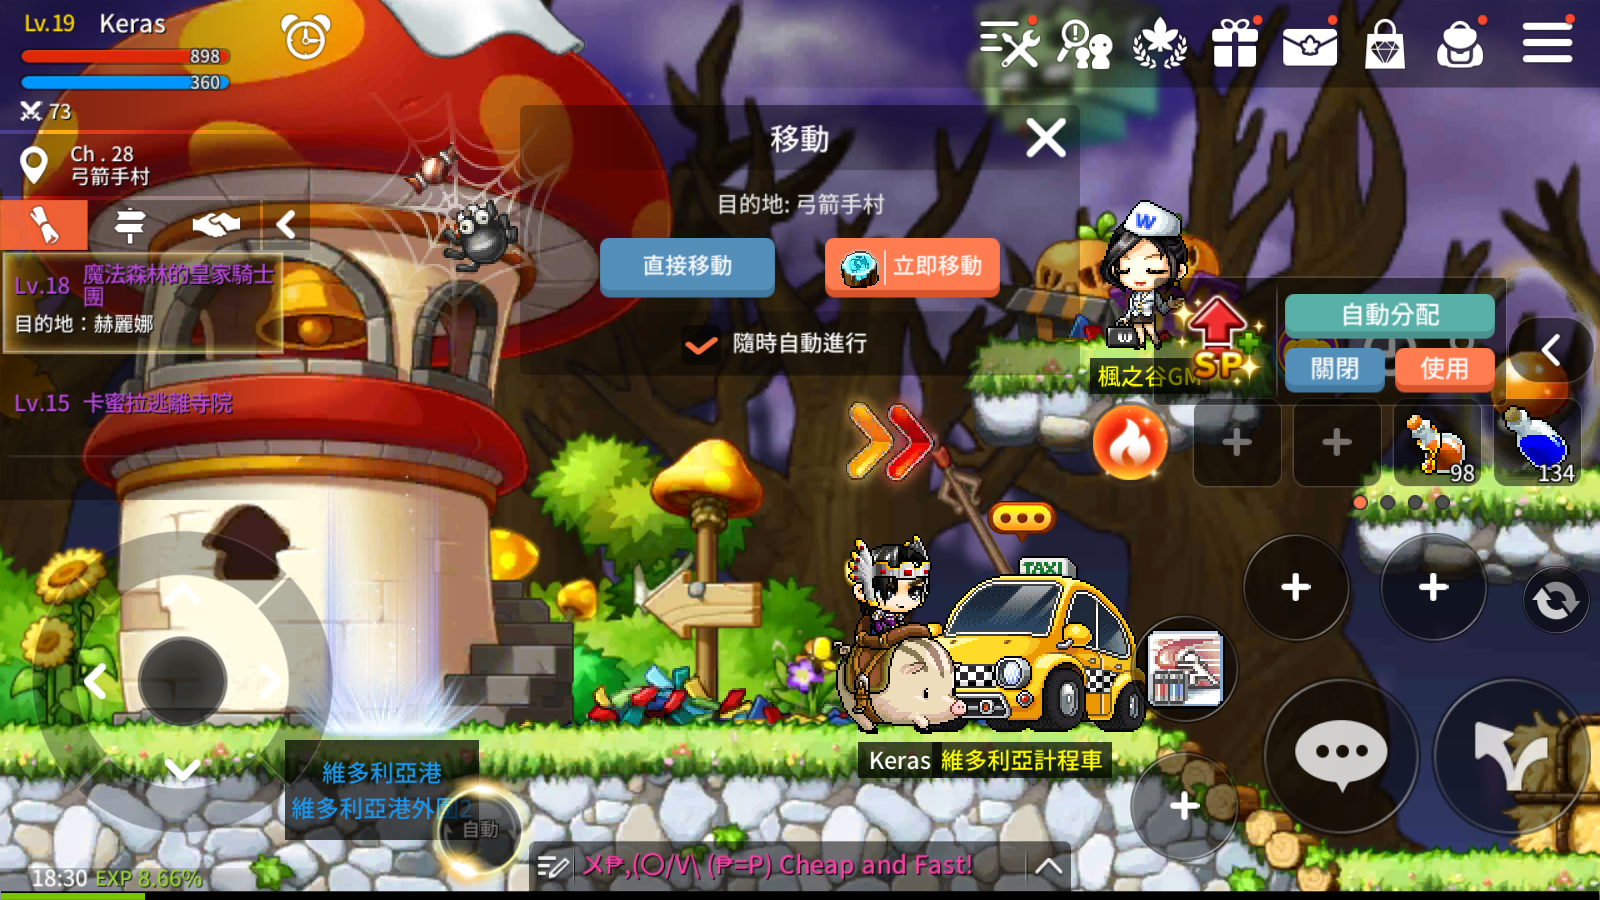 Lv.19 Keras
898
360
73
Ch . 28
弓箭手村
Lv.18 魔法森林的皇家騎士團
目的地：赫麗娜
Lv.15 卡蜜拉逃離寺院
移動
目的地: 弓箭手村
直接移動
立即移動
隨時自動進行
W
W
楓之谷GM
SP
自動分配
關閉
使用
98
134
TAXI
Keras 維多利亞計程車
維多利亞港
維多利亞港外圍2
自動
Cheap and Fast!
18:30 EXP 8.66%